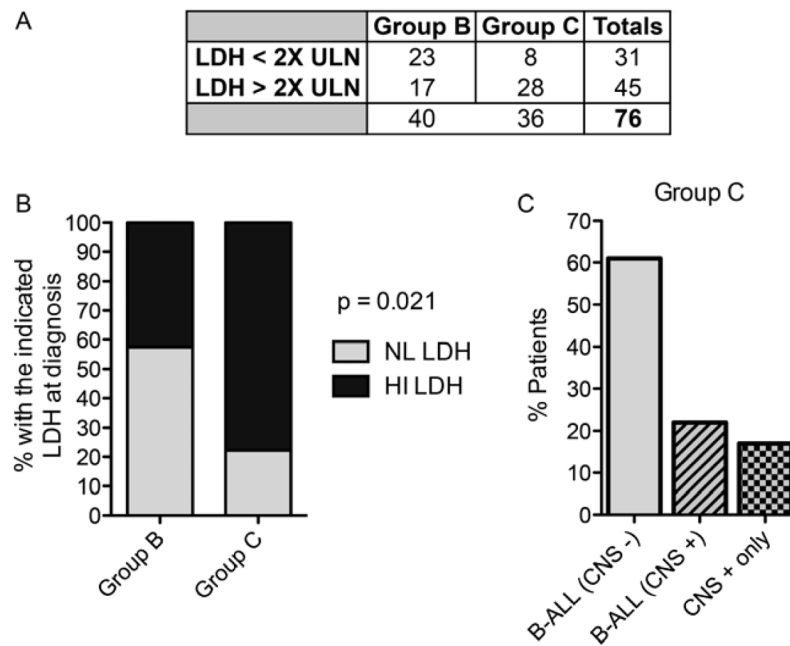 A
Group B Group C Totals
LDH < 2X ULN 23 8 31
LDH > 2X ULN 17 28 45
40 36 76
B
% with the indicated
LDH at diagnosis
100
90
80
70
60
50
40
30
20
10
0
Group B
Group C
p = 0.021
NL LDH
HI LDH
C
Group C
% Patients
70
60
50
40
30
20
10
0
B-ALL (CNS -)
B-ALL (CNS +)
CNS + only